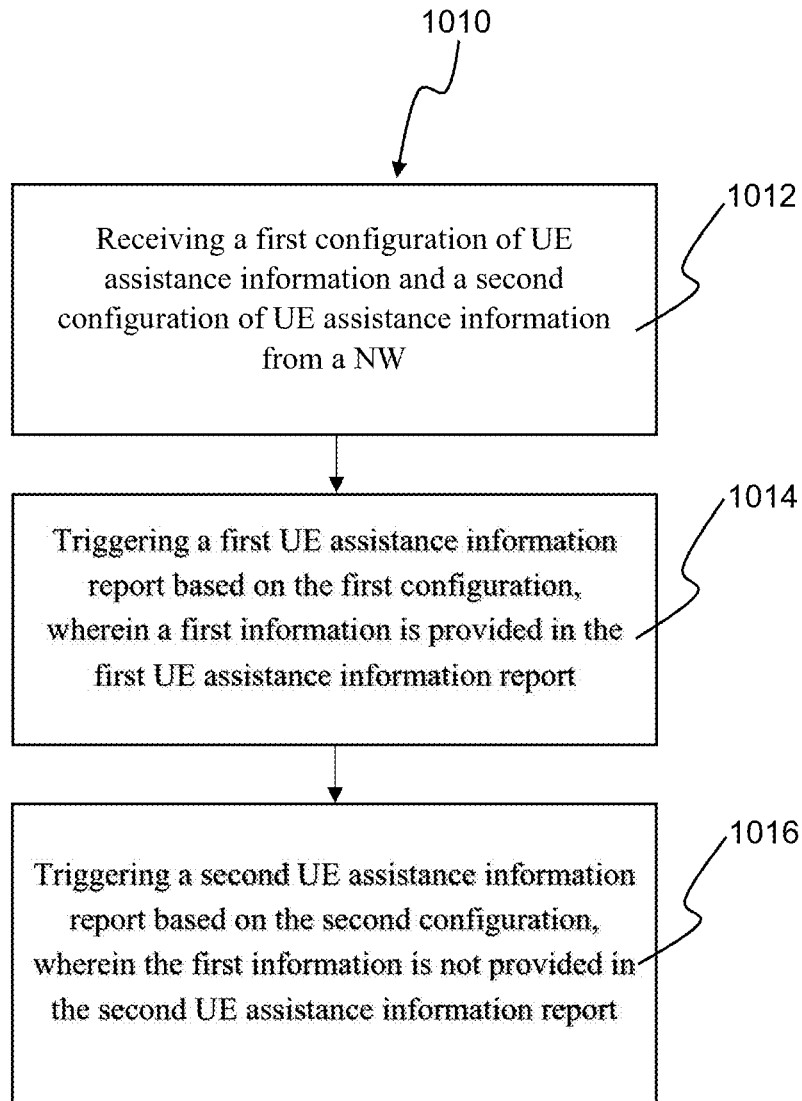 1010
1012
Receiving a first configuration of UE
assistance information and a second
configuration of UE assistance information
from a NW
1014
Triggering a first UE assistance information
report based on the first configuration,
wherein a first information is provided in the
first UE assistance information report
1016
Triggering a second UE assistance information
report based on the second configuration,
wherein the first information is not provided in
the second UE assistance information report